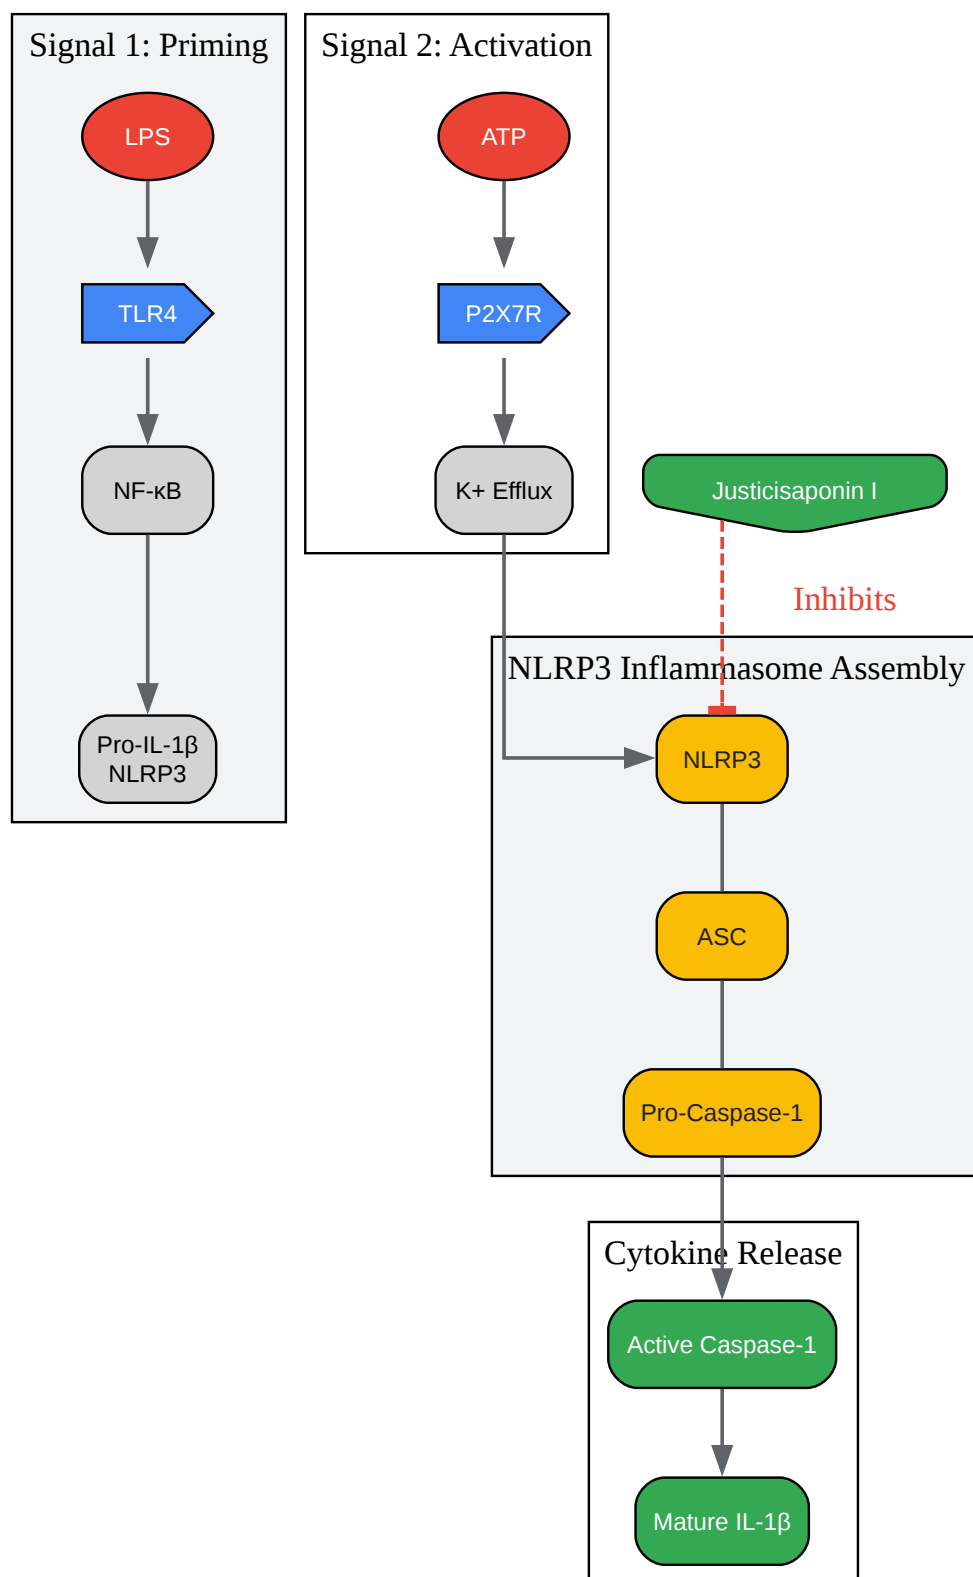 Signal 1: Priming
LPS
TLR4
NF-κB
Pro-IL-1β
NLRP3
Signal 2: Activation
ATP
P2X7R
K+ Efflux
Justicisaponin I
Inhibits
NLRP3 Inflammasome Assembly
NLRP3
ASC
Pro-Caspase-1
Cytokine Release
Active Caspase-1
Mature IL-1β